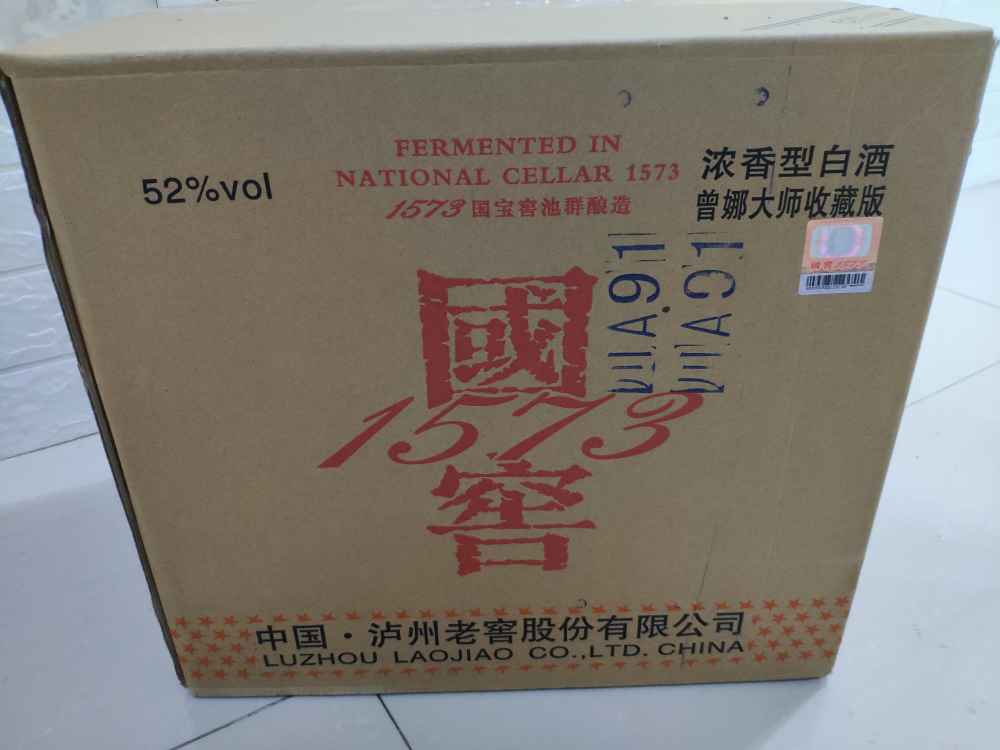 FERMENTED IN
NATIONAL CELLAR 1573
1573国宝窖池群酿造
52%vol
浓香型白酒
曾娜大师收藏版
國
1573
窖
中国·泸州老窖股份有限公司
LUZHOU LAOJIAO CO.,LTD. CHINA